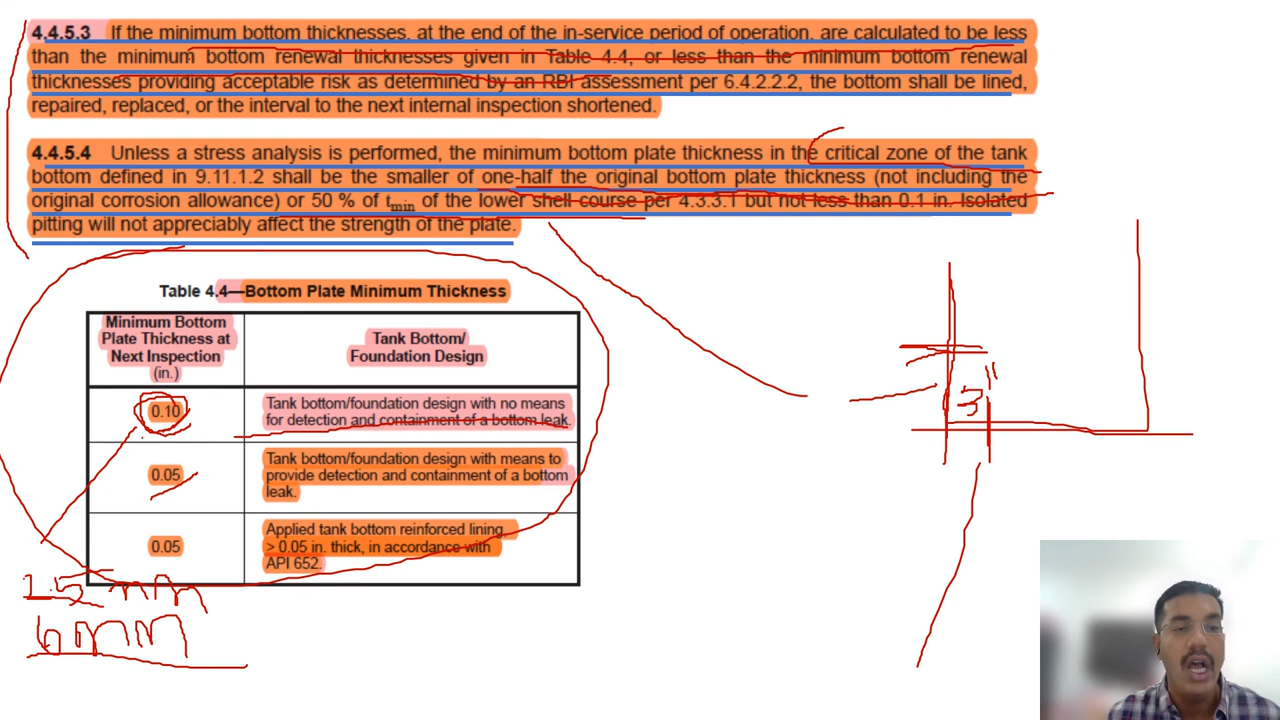 4.4.5.3 If the minimum bottom thicknesses, at the end of the in-service period of operation, are calculated to be less
than the minimum bottom renewal thicknesses given in Table 4.4, or less than the minimum bottom renewal
thicknesses providing acceptable risk as determined by an RBI assessment per 6.4.2.2.2, the bottom shall be lined,
repaired, replaced, or the interval to the next internal inspection shortened.
4.4.5.4 Unless a stress analysis is performed, the minimum bottom plate thickness in the critical zone of the tank
bottom defined in 9.11.1.2 shall be the smaller of one-half the original bottom plate thickness (not including the
original corrosion allowance) or 50 % of tmin of the lower shell course per 4.3.3.1 but not less than 0.1 in. Isolated
pitting will not appreciably affect the strength of the plate.
Table 4.4—Bottom Plate Minimum Thickness
Minimum Bottom
Plate Thickness at
Next Inspection
(in.)
Tank Bottom/
Foundation Design
0.10
Tank bottom/foundation design with no means
for detection and containment of a bottom leak.
0.05
Tank bottom/foundation design with means to
provide detection and containment of a bottom
leak.
0.05
Applied tank bottom reinforced lining,
> 0.05 in. thick, in accordance with
API 652.
3"
2.5 mm
6mm